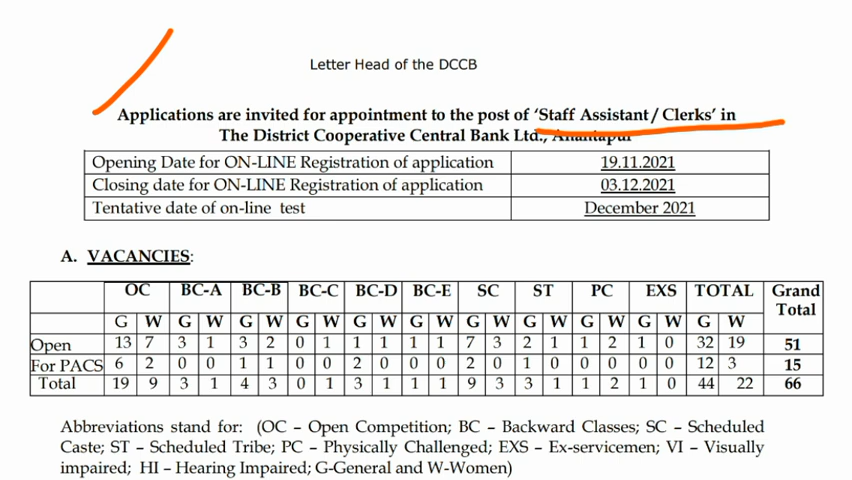 Letter Head of the DCCB
Applications are invited for appointment to the post of ‘Staff Assistant / Clerks’ in
The District Cooperative Central Bank Ltd., Anantapur
Opening Date for ON-LINE Registration of application 19.11.2021
Closing date for ON-LINE Registration of application 03.12.2021
Tentative date of on-line test December 2021
A. VACANCIES:
OC BC-A BC-B BC-C BC-D BC-E SC ST PC EXS TOTAL Grand Total
G W G W G W G W G W G W G W G W G W G W G W
Open 13 7 3 1 3 2 0 1 1 1 1 1 7 3 2 1 1 2 1 0 32 19 51
For PACS 6 2 0 0 1 1 0 0 2 0 0 0 2 0 1 0 0 0 0 0 12 3 15
Total 19 9 3 1 4 3 0 1 3 1 1 1 9 3 3 1 1 2 1 0 44 22 66
Abbreviations stand for: (OC – Open Competition; BC – Backward Classes; SC – Scheduled
Caste; ST – Scheduled Tribe; PC – Physically Challenged; EXS – Ex-servicemen; VI – Visually
impaired; HI – Hearing Impaired; G-General and W-Women)